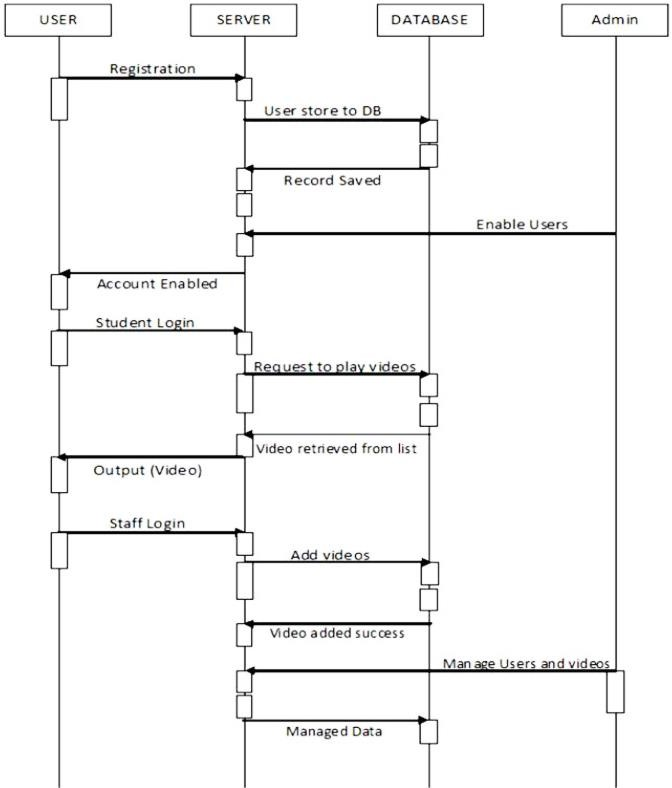 USER
SERVER
DATABASE
Admin
Registration
User store to DB
Record Saved
Enable Users
Account Enabled
Student Login
Request to play videos
Video retrieved from list
Output (Video)
Staff Login
Add videos
Video added success
Manage Users and videos
Managed Data